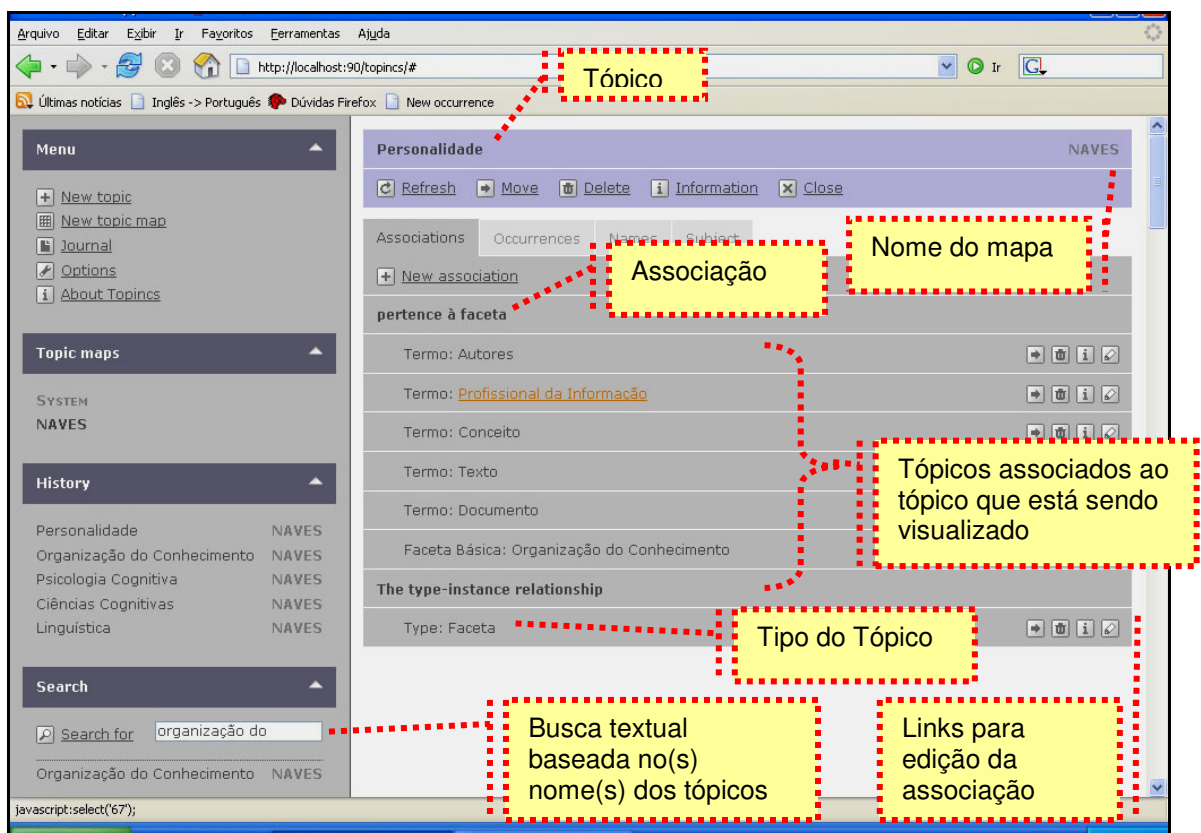 Arquivo Editar Exibir Ir Favoritos Ferramentas Ajuda
http://localhost:90/topincs/#
Ir
Últimas notícias Inglês -> Português Dúvidas Firefox New occurrence
Tópico
Menu
New topic
New topic map
Journal
Options
About Topincs
Topic maps
SYSTEM
NAVES
History
Personalidade NAVES
Organização do Conhecimento NAVES
Psicologia Cognitiva NAVES
Ciências Cognitivas NAVES
Linguística NAVES
Search
Search for organização do
Organização do Conhecimento NAVES
Personalidade NAVES
Refresh Move Delete Information Close
Associations Occurrences Names Subject
Nome do mapa
New association
Associação
pertence à faceta
Termo: Autores
Termo: Profissional da Informação
Termo: Conceito
Termo: Texto
Termo: Documento
Faceta Básica: Organização do Conhecimento
Tópicos associados ao
tópico que está sendo
visualizado
The type-instance relationship
Type: Faceta
Tipo do Tópico
Busca textual
baseada no(s)
nome(s) dos tópicos
Links para
edição da
associação
javascript:select('67');